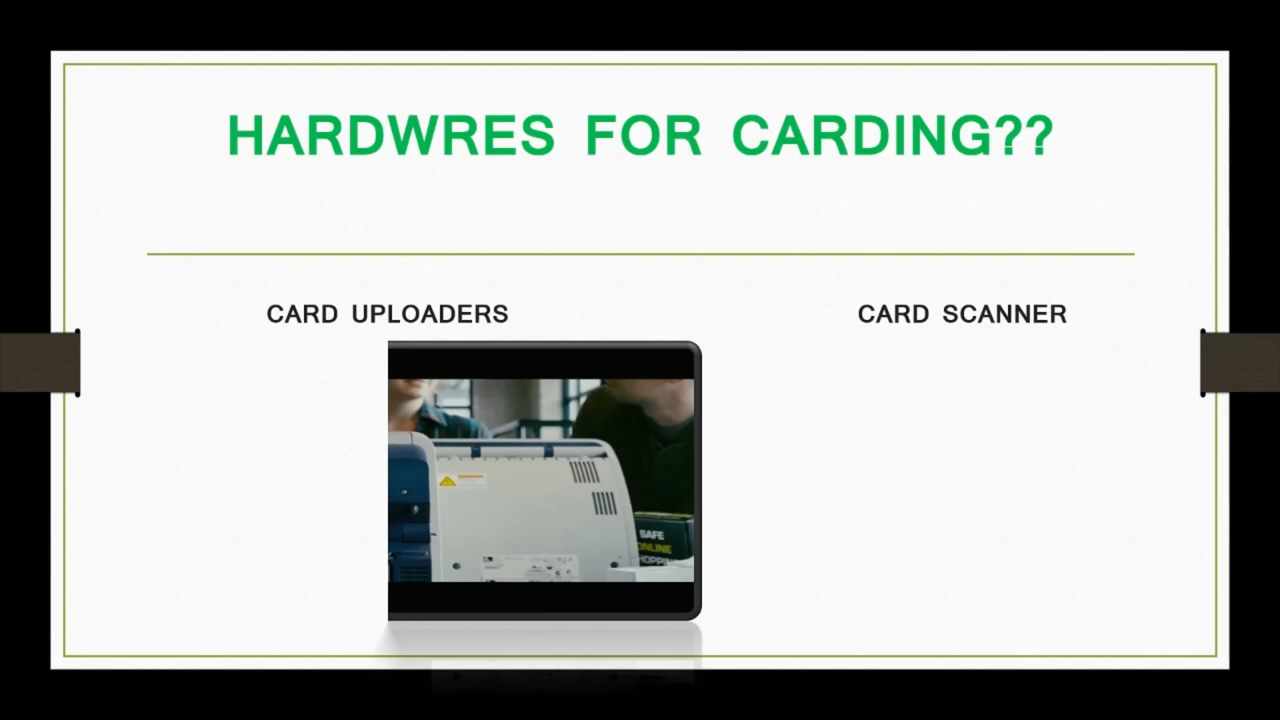 HARDWRES FOR CARDING??
CARD UPLOADERS
CARD SCANNER
SAFE
ONLINE